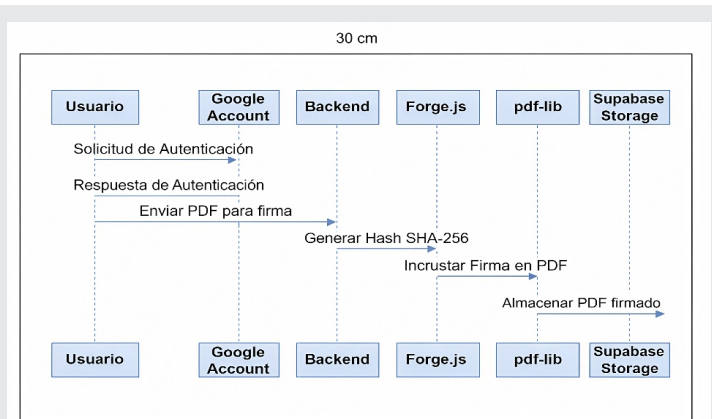 30 cm
Usuario
Google
Account
Backend
Forge.js
pdf-lib
Supabase
Storage
Solicitud de Autenticación
Respuesta de Autenticación
Enviar PDF para firma
Generar Hash SHA-256
Incrustar Firma en PDF
Almacenar PDF firmado
Usuario
Google
Account
Backend
Forge.js
pdf-lib
Supabase
Storage